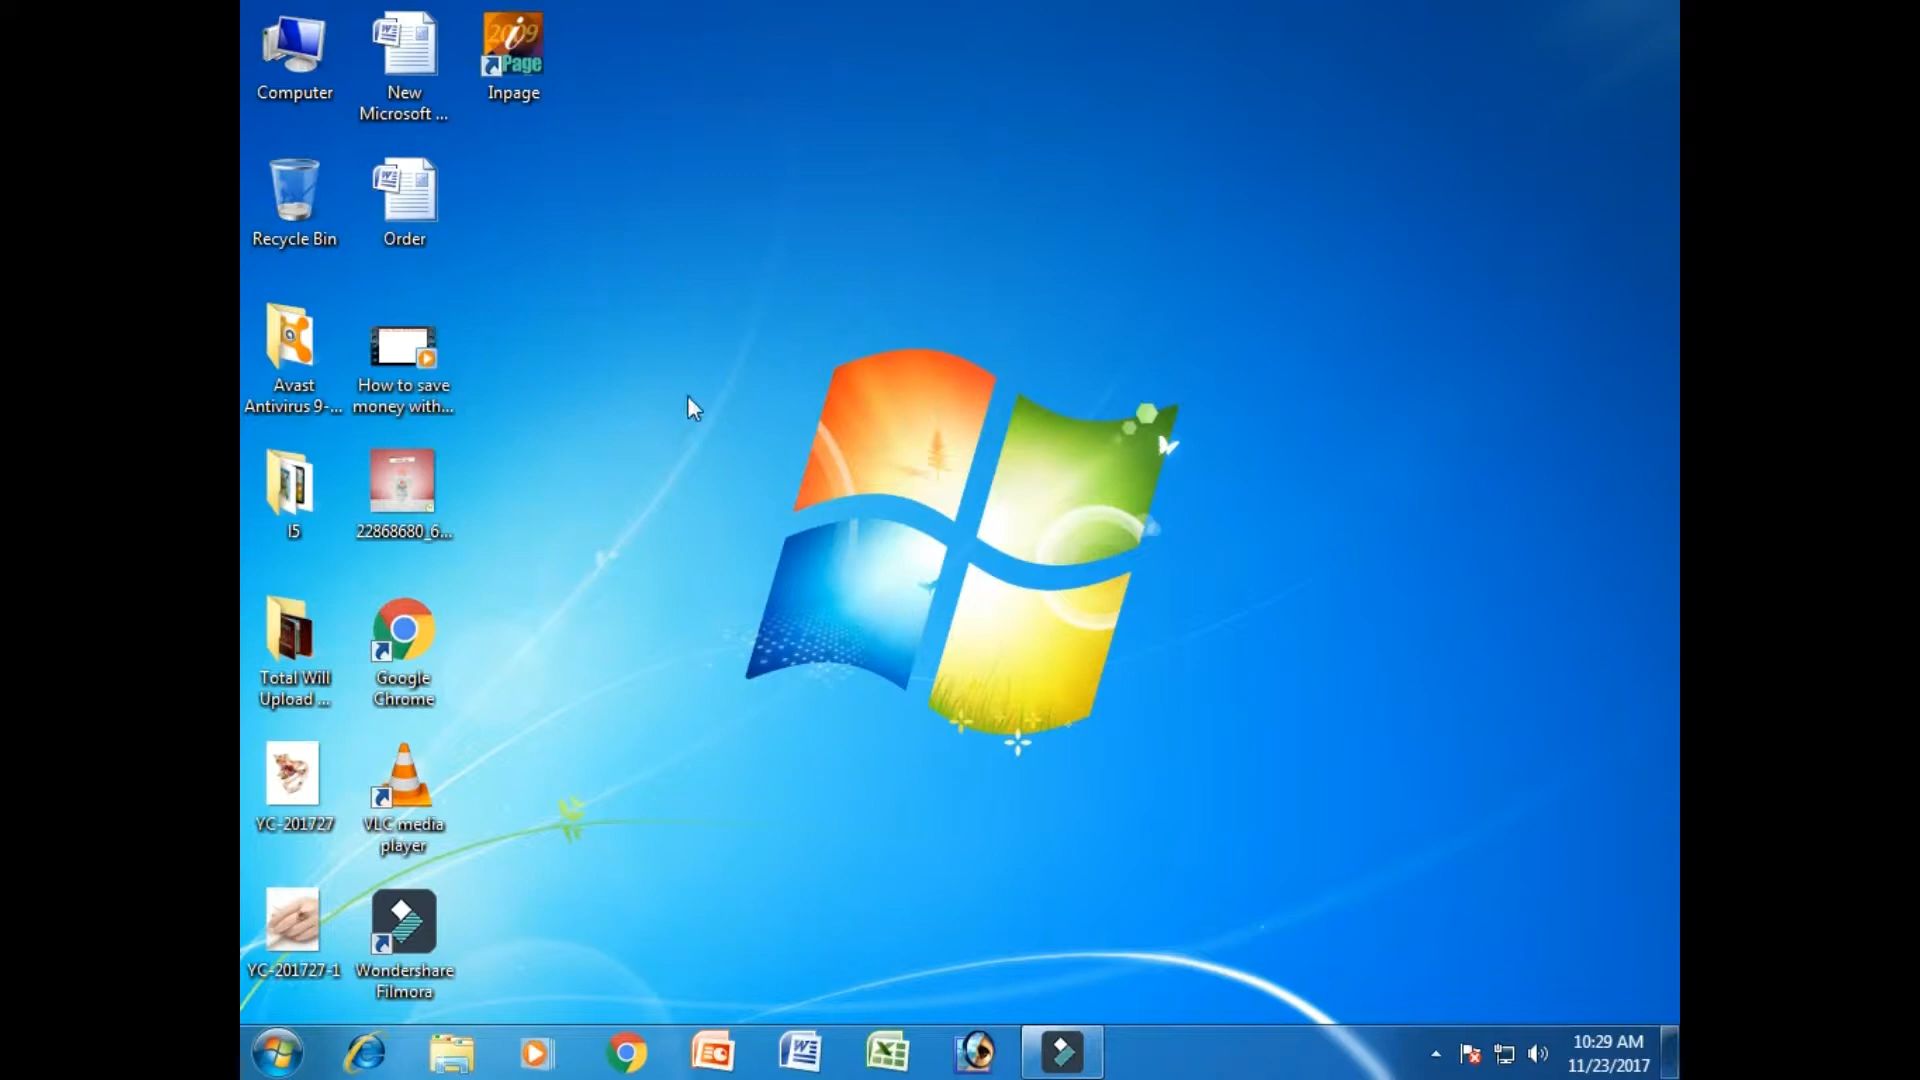 Computer
New
Microsoft ...
2009
i
Page
Inpage
Recycle Bin
Order
Avast
Antivirus 9-...
How to save
money with...
I5
22868680_6...
Total Will
Upload ...
Google
Chrome
YC-201727
VLC media
player
YC-201727-1
Wondershare
Filmora
10:29 AM
11/23/2017